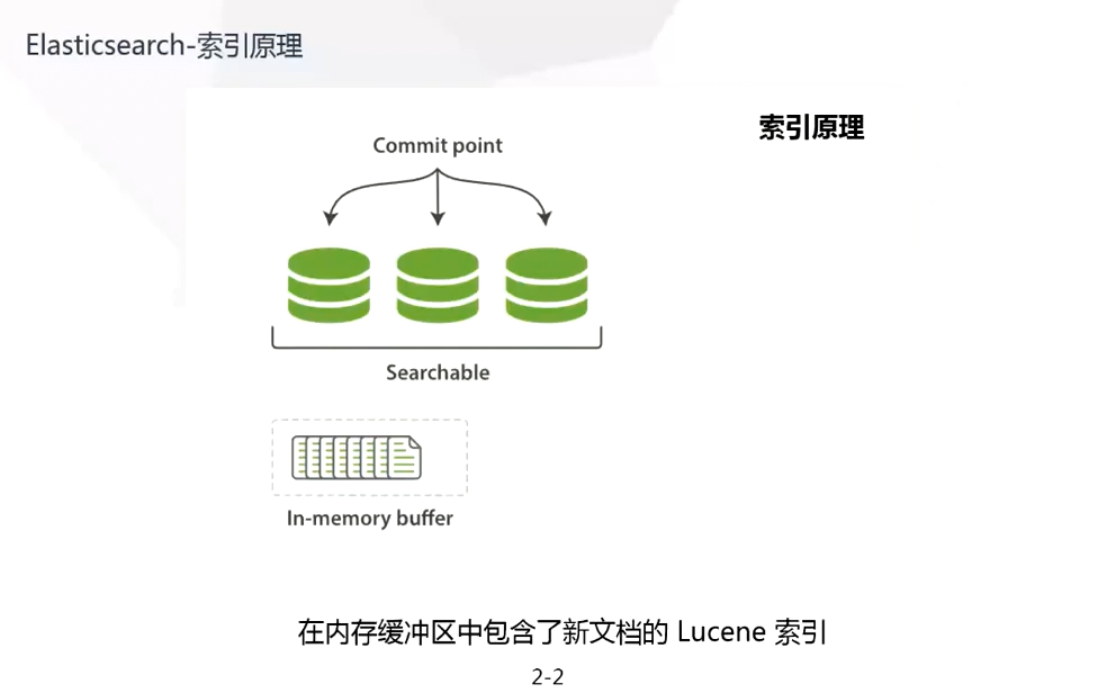 Elasticsearch-索引原理
索引原理
Commit point
Searchable
In-memory buffer
在内存缓冲区中包含了新文档的 Lucene 索引
2-2